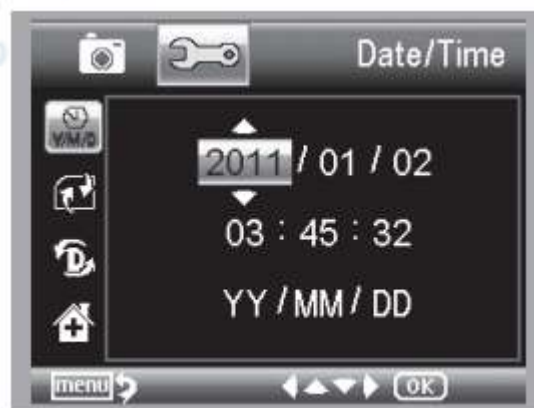 Date/Time
Y/M/D
2011 / 01 / 02
03 : 45 : 32
D
YY / MM / DD
menu OK